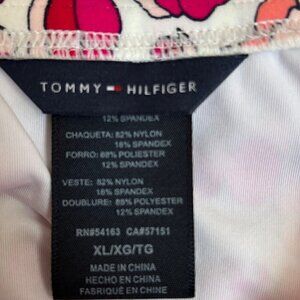 TOMMY HILFIGER
12% SPANDEX
CHAQUETA: 82% NYLON
18% SPANDEX
FORRO: 88% POLIESTER
12% SPANDEX
VESTE: 82% NYLON
18% SPANDEX
DOUBLURE: 88% POLYESTER
12% SPANDEX
RN#54163 CA#57151
XL/XG/TG
MADE IN CHINA
HECHO EN CHINA
FABRIQUÉ EN CHINE